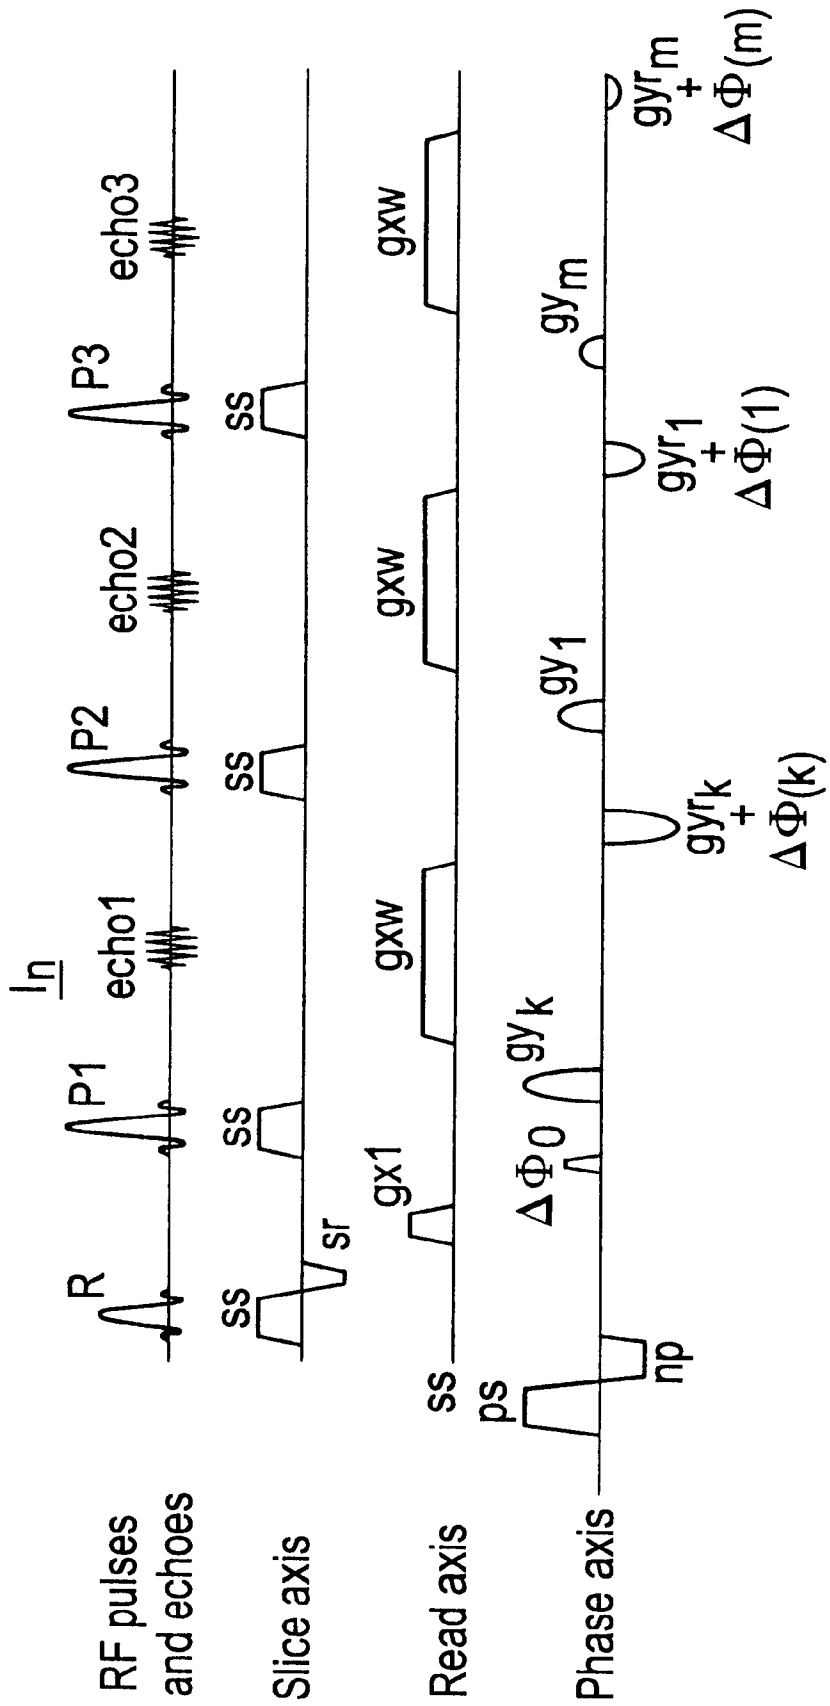 I<u>n</u>
RF pulses
and echoes
R
P1
echo1
P2
echo2
P3
echo3
Slice axis
ss
sr
ss
ss
ss
Read axis
ss
gx1
gxw
gxw
gxw
Phase axis
ps
np
ΔΦ0
gyk
gyrk
+
ΔΦ(k)
gy1
gyr1
+
ΔΦ(1)
gym
gyrm
+
ΔΦ(m)